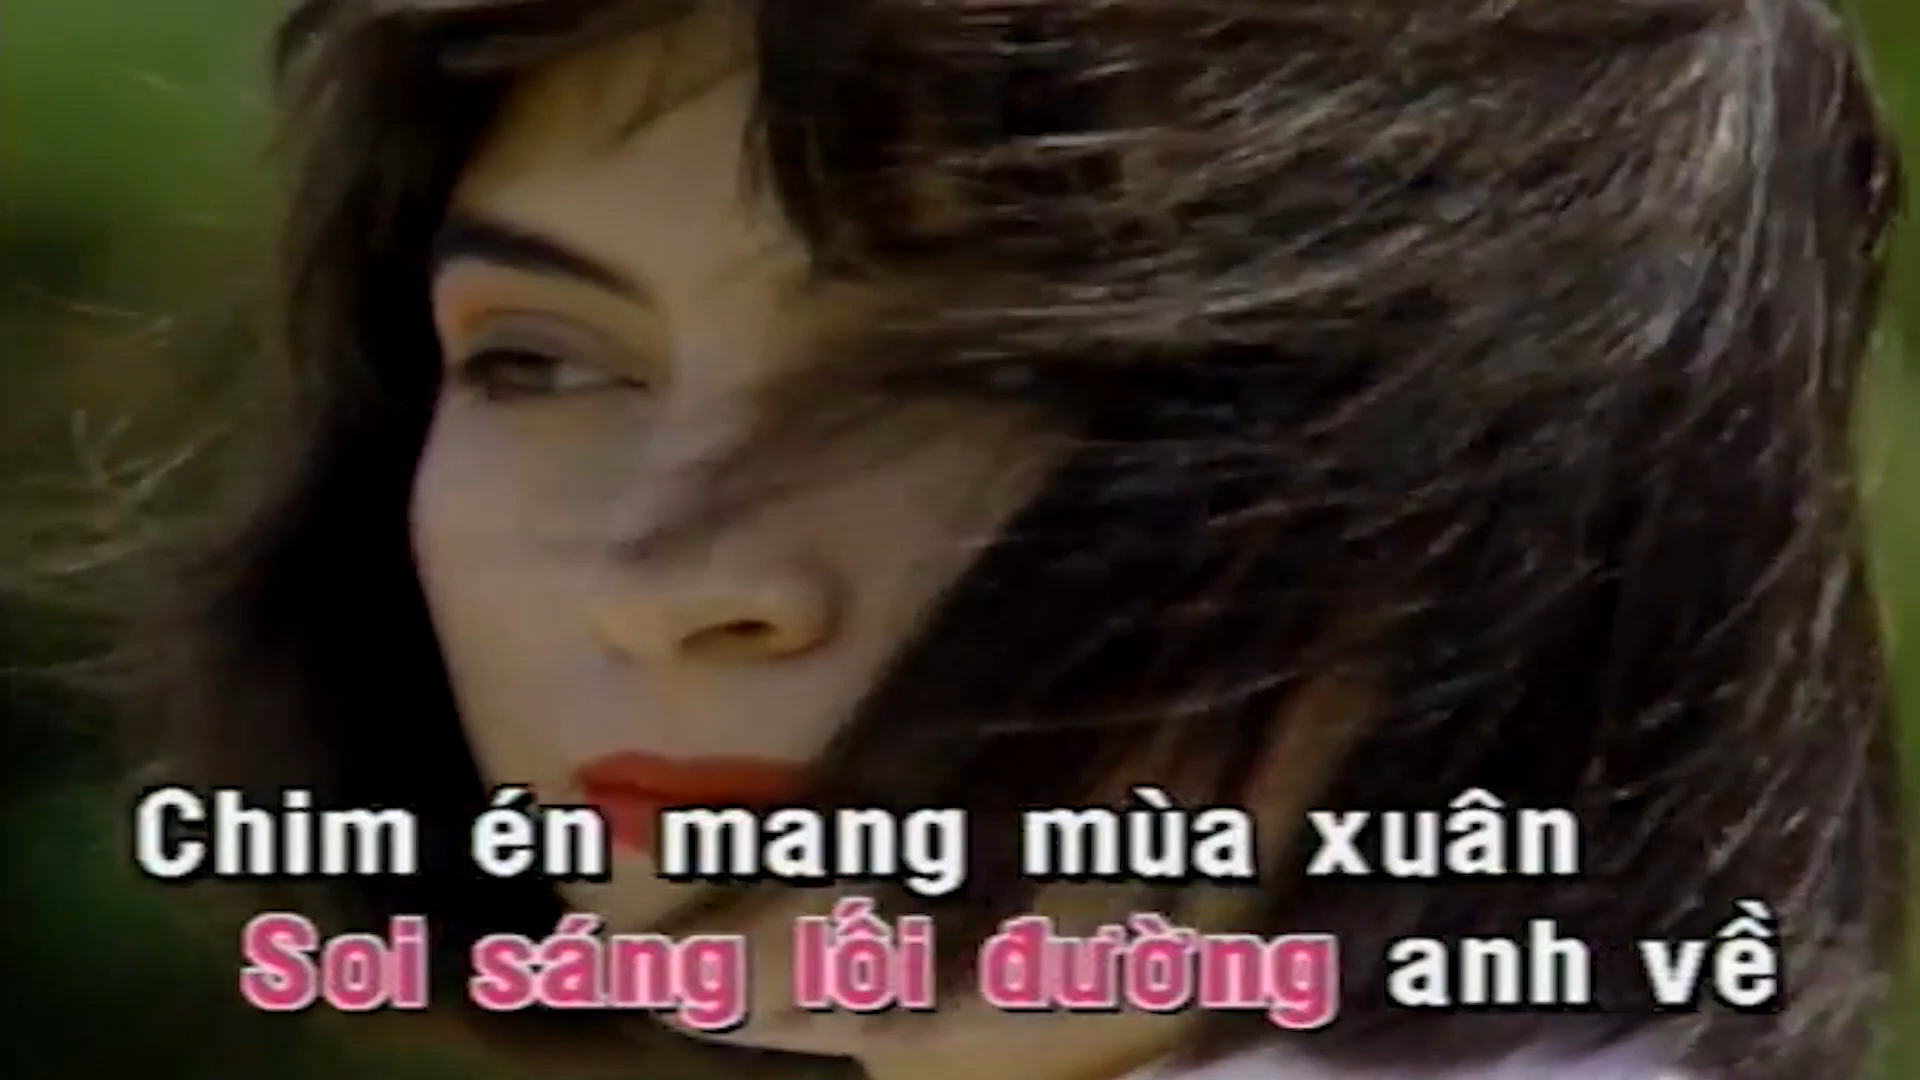 Chim én mang mùa xuân
Soi sáng lối đường anh về